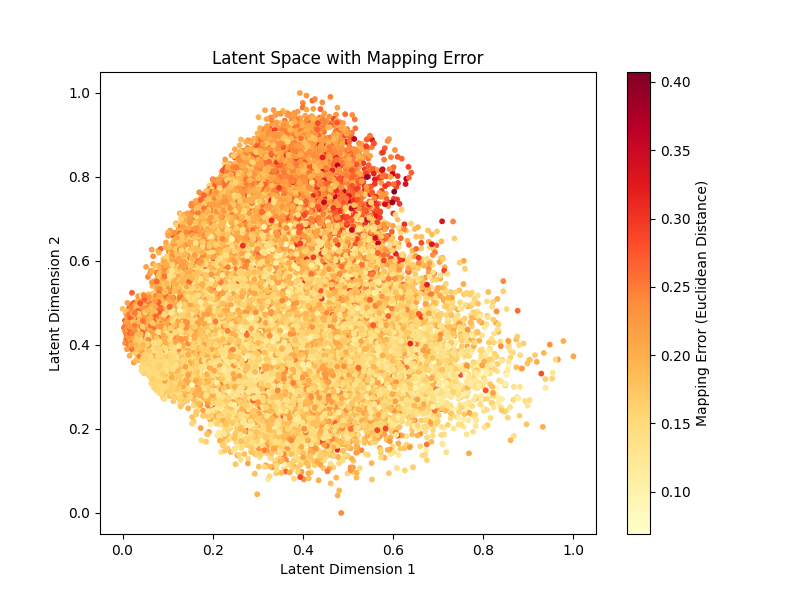 Latent Space with Mapping Error
Latent Dimension 2
1.0
0.8
0.6
0.4
0.2
0.0
0.0 0.2 0.4 0.6 0.8 1.0
Latent Dimension 1
0.40
0.35
0.30
0.25
0.20
0.15
0.10
Mapping Error (Euclidean Distance)